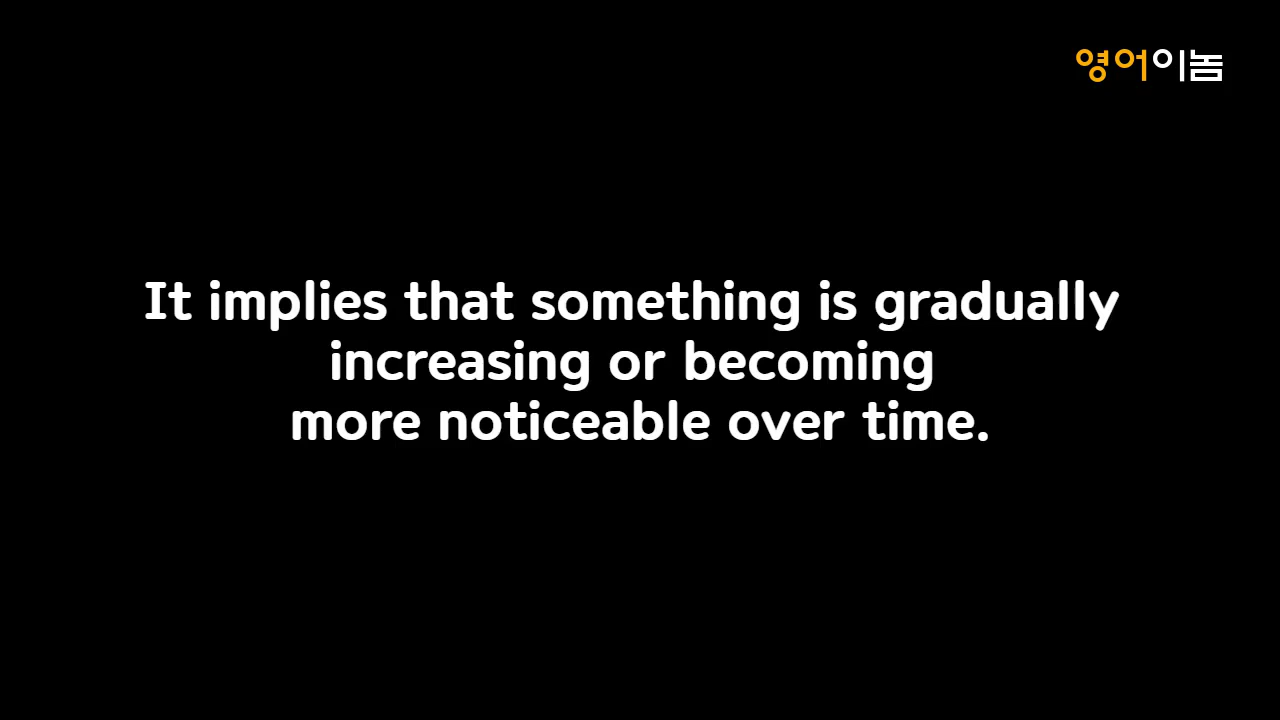 영어이놈
It implies that something is gradually
increasing or becoming
more noticeable over time.